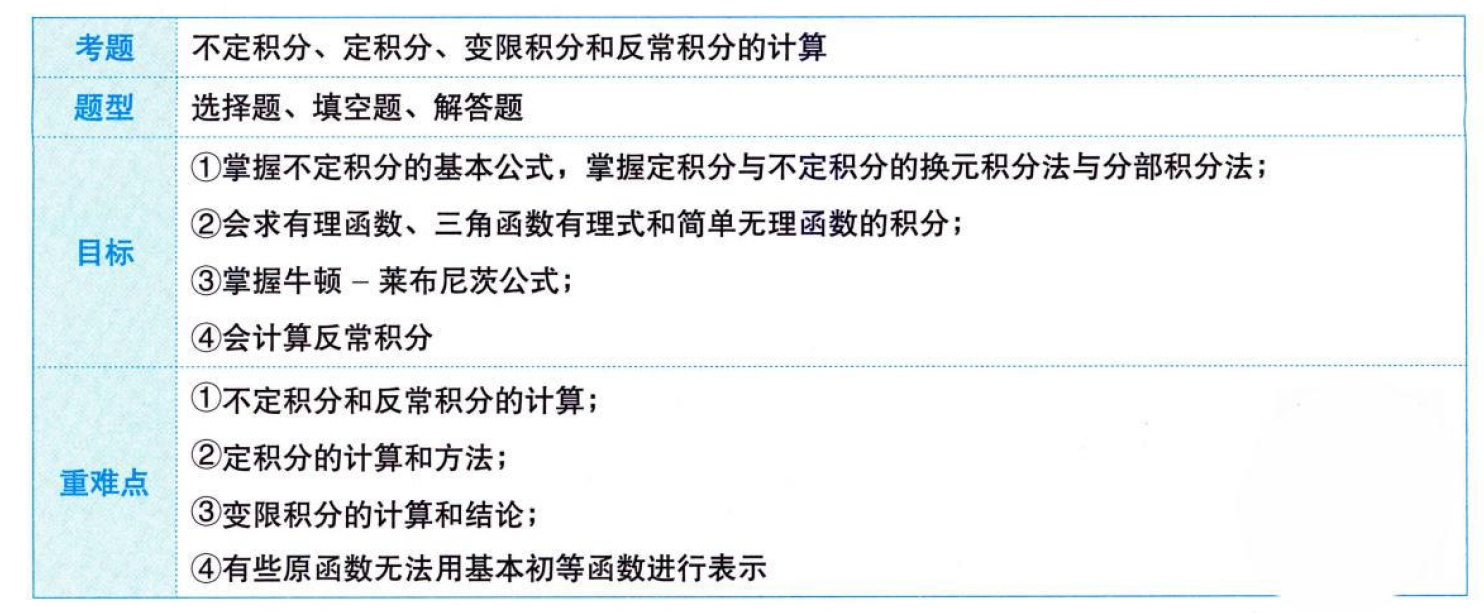 考题 不定积分、定积分、变限积分和反常积分的计算
题型 选择题、填空题、解答题
目标
①掌握不定积分的基本公式，掌握定积分与不定积分的换元积分法与分部积分法；
②会求有理函数、三角函数有理式和简单无理函数的积分；
③掌握牛顿－莱布尼茨公式；
④会计算反常积分
重难点
①不定积分和反常积分的计算；
②定积分的计算和方法；
③变限积分的计算和结论；
④有些原函数无法用基本初等函数进行表示